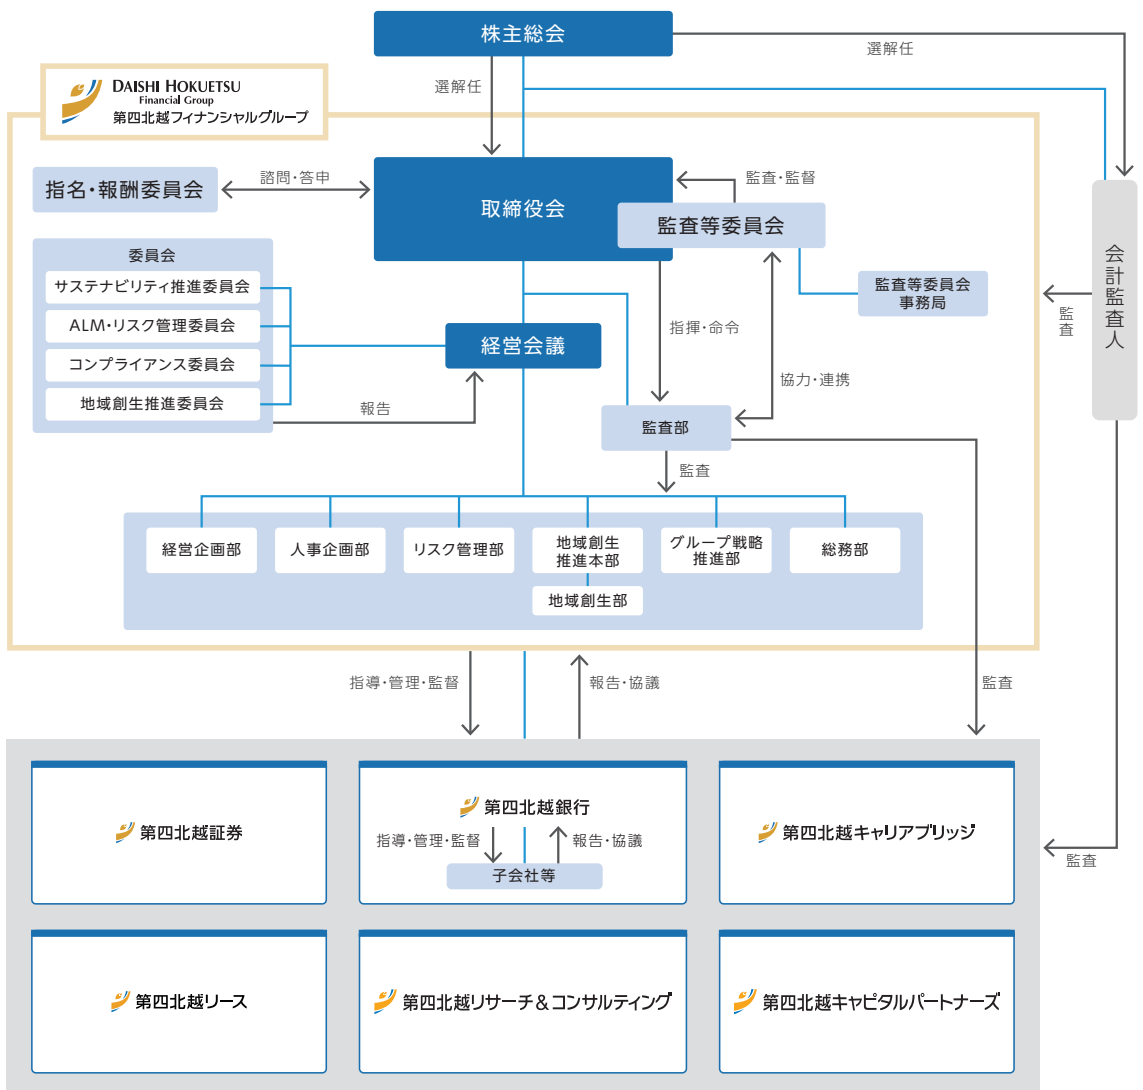 株主総会
選解任
選解任
DAISHI HOKUETSU
Financial Group
第四北越フィナンシャルグループ
指名・報酬委員会
諮問・答申
取締役会
監査・監督
監査等委員会
委員会
サステナビリティ推進委員会
ALM・リスク管理委員会
コンプライアンス委員会
地域創生推進委員会
報告
経営会議
監査等委員会
事務局
会計監査人
監査
指揮・命令
協力・連携
監査部
監査
経営企画部
人事企画部
リスク管理部
地域創生
推進本部
地域創生部
グループ戦略
推進部
総務部
指導・管理・監督
報告・協議
監査
第四北越証券
第四北越銀行
指導・管理・監督
報告・協議
子会社等
第四北越キャリアブリッジ
監査
第四北越リース
第四北越リサーチ&コンサルティング
第四北越キャピタルパートナーズ